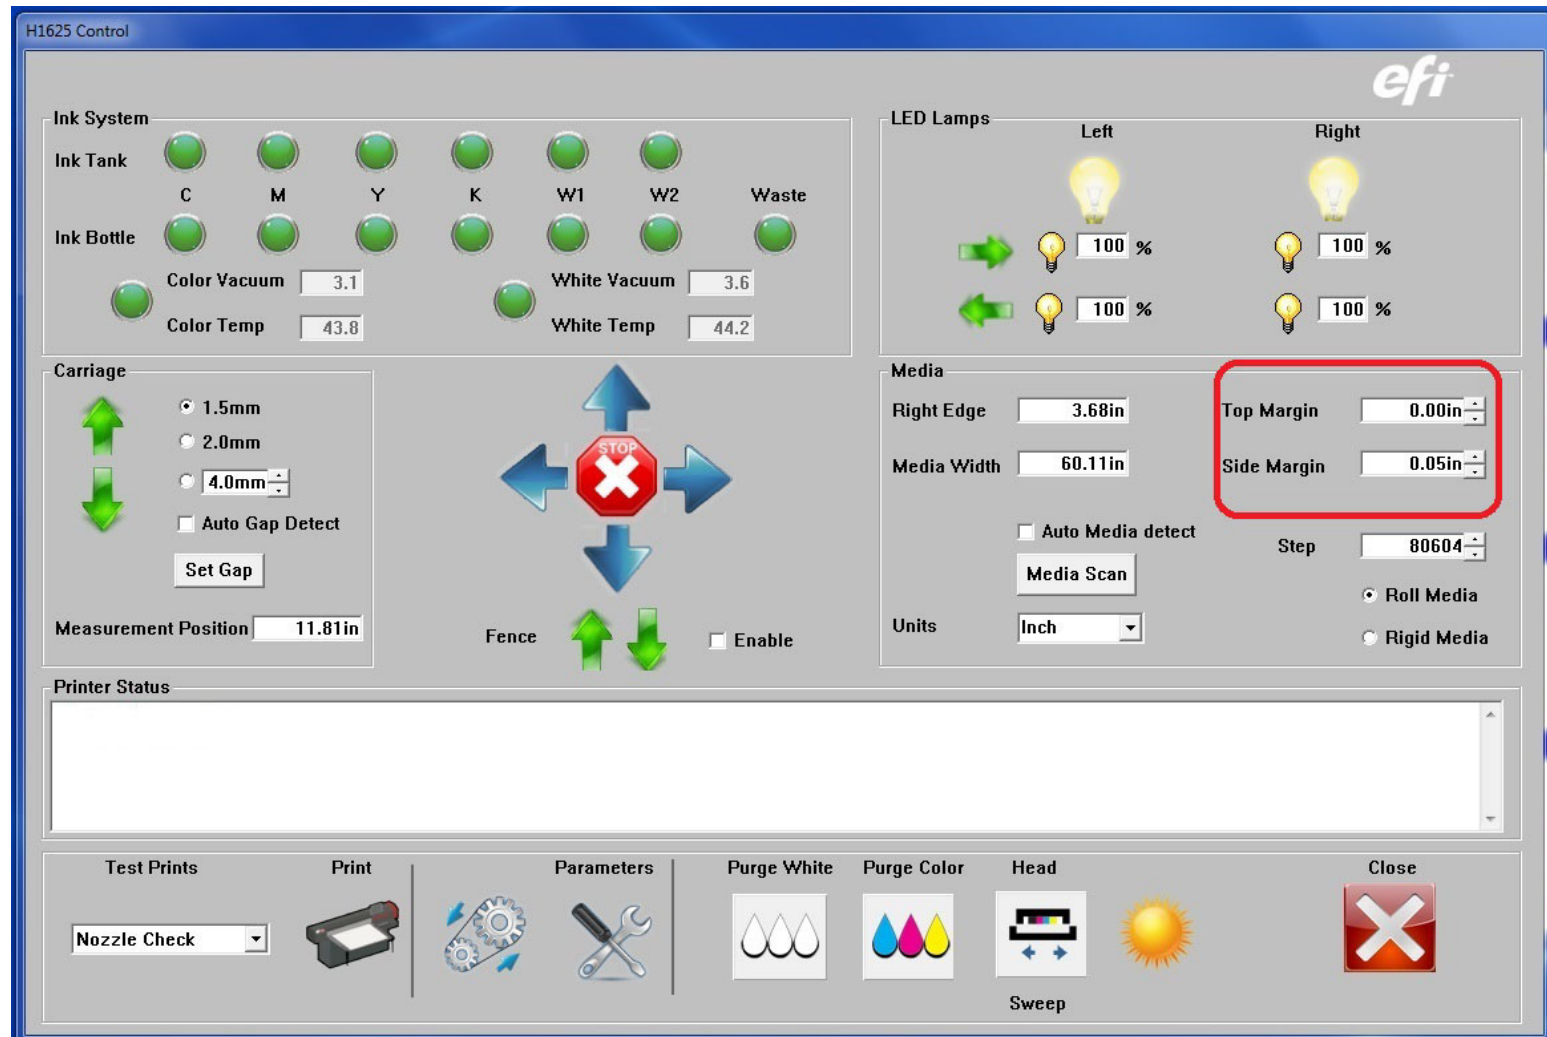 H1625 Control
efi
Ink System
Ink Tank
C M Y K W1 W2 Waste
Ink Bottle
Color Vacuum 3.1 White Vacuum 3.6
Color Temp 43.8 White Temp 44.2
LED Lamps
Left Right
100 % 100 %
100 % 100 %
Carriage
1.5mm
2.0mm
4.0mm
Auto Gap Detect
Set Gap
Measurement Position 11.81in
STOP
Fence Enable
Media
Right Edge 3.68in Top Margin 0.00in
Media Width 60.11in Side Margin 0.05in
Auto Media detect Step 80604
Media Scan
Roll Media
Units Inch
Rigid Media
Printer Status
Test Prints Print Parameters Purge White Purge Color Head Close
Nozzle Check
Sweep